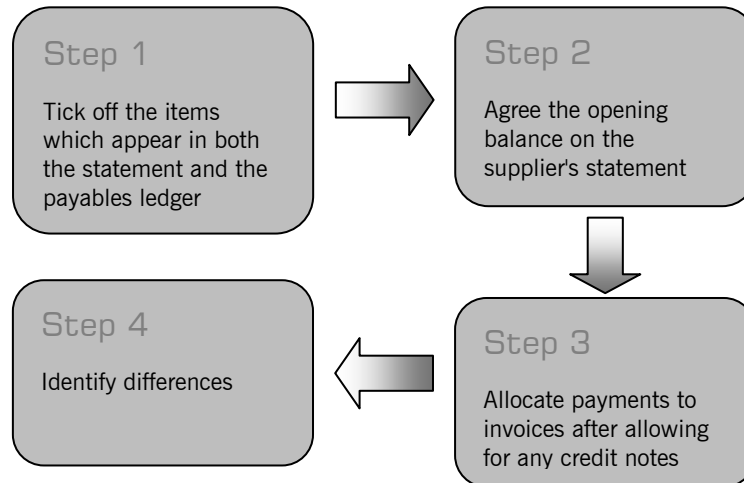 Step 1
Tick off the items
which appear in both
the statement and the
payables ledger
Step 2
Agree the opening
balance on the
supplier's statement
Step 3
Allocate payments to
invoices after allowing
for any credit notes
Step 4
Identify differences